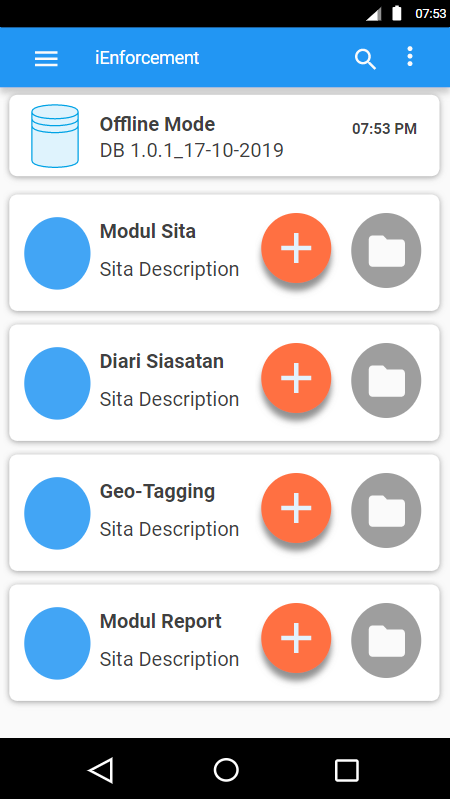 07:53
iEnforcement
Offline Mode
07:53 PM
DB 1.0.1_17-10-2019
Modul Sita
Sita Description
Diari Siasatan
Sita Description
Geo-Tagging
Sita Description
Modul Report
Sita Description